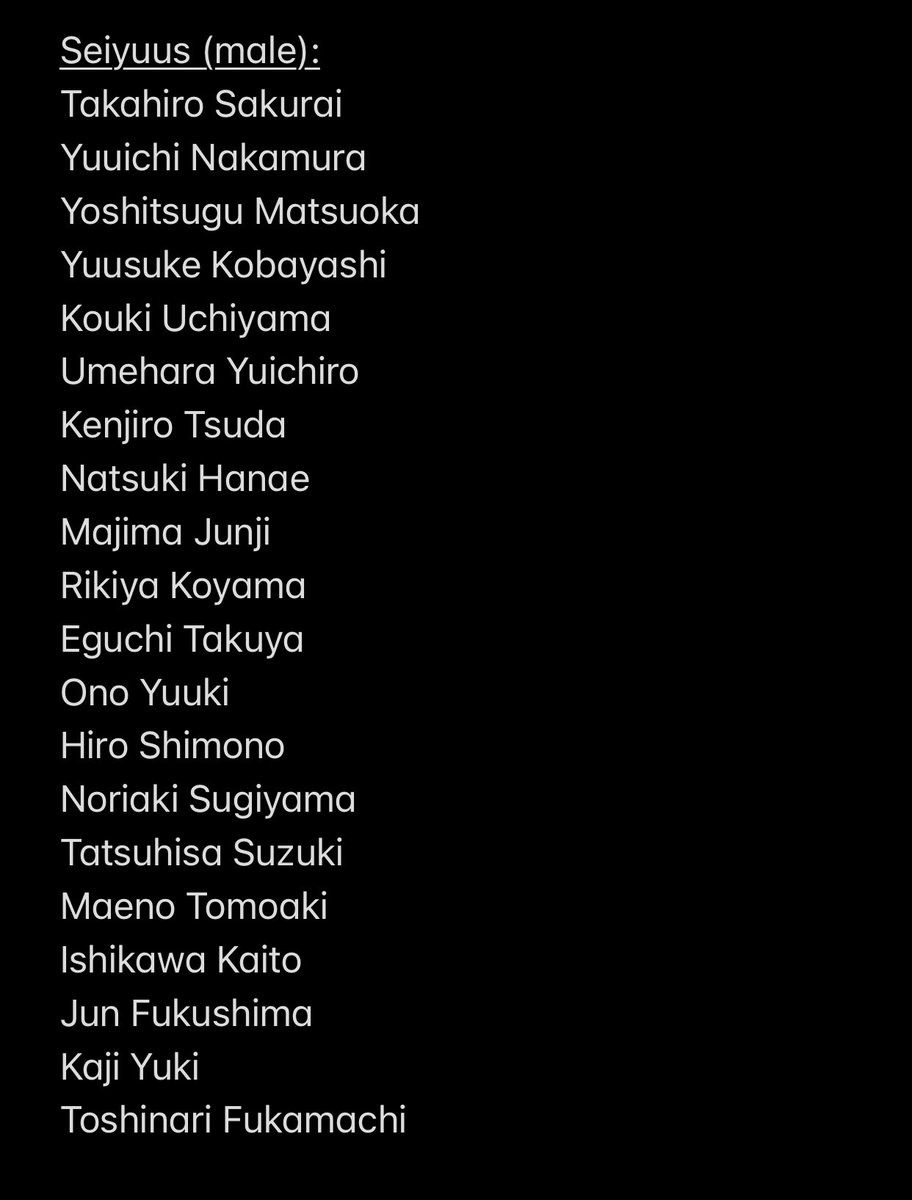 Seiyuus (male):
Takahiro Sakurai
Yuuichi Nakamura
Yoshitsugu Matsuoka
Yuusuke Kobayashi
Kouki Uchiyama
Umehara Yuichiro
Kenjiro Tsuda
Natsuki Hanae
Majima Junji
Rikiya Koyama
Eguchi Takuya
Ono Yuuki
Hiro Shimono
Noriaki Sugiyama
Tatsuhisa Suzuki
Maeno Tomoaki
Ishikawa Kaito
Jun Fukushima
Kaji Yuki
Toshinari Fukamachi